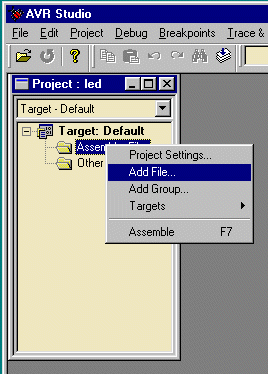 AVR Studio
File Edit Project Debug Breakpoints Trace &
Project : led
Target - Default
Target: Default
Other
Project Settings...
Add File...
Add Group...
Targets
Assemble F7